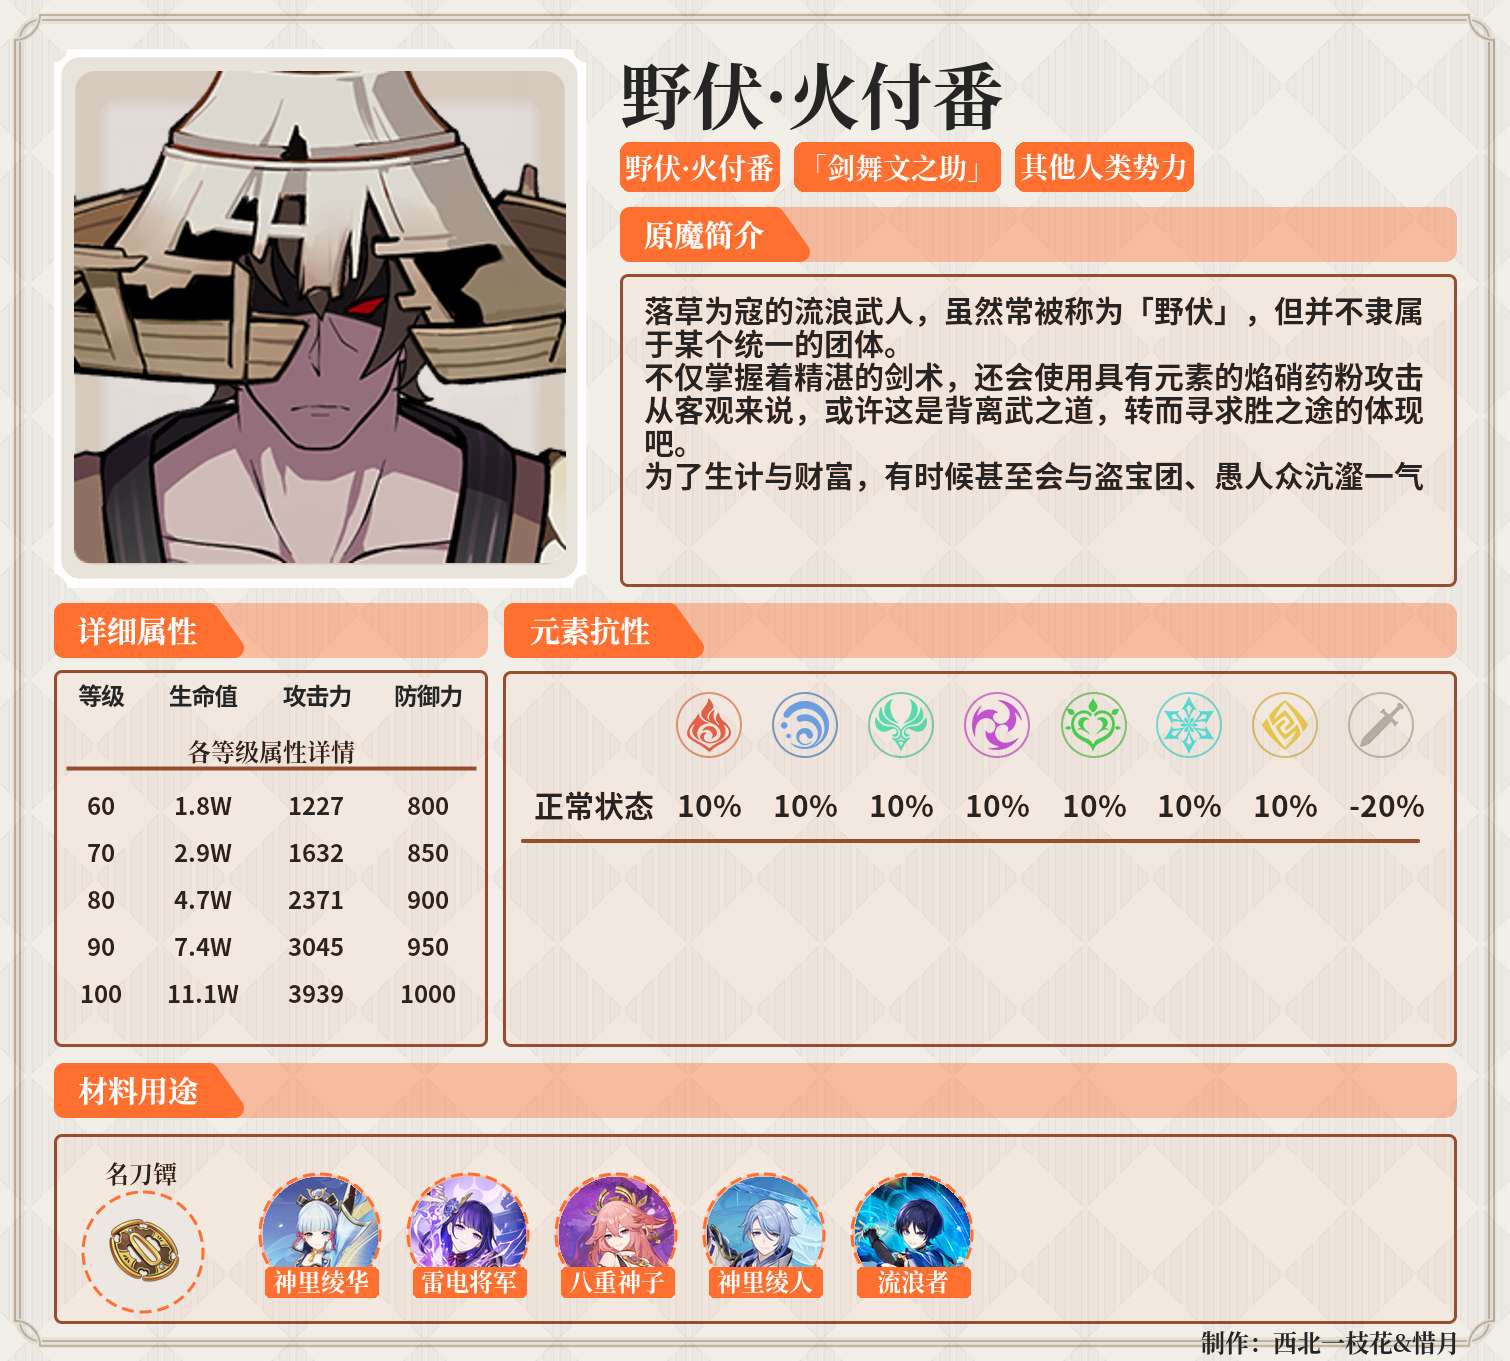 野伏·火付番
野伏·火付番 「剑舞文之助」 其他人类势力
原魔简介
落草为寇的流浪武人，虽然常被称为「野伏」，但并不隶属
于某个统一的团体。
不仅掌握着精湛的剑术，还会使用具有元素的焰硝药粉攻击
从客观来说，或许这是背离武之道，转而寻求胜之途的体现
吧。
为了生计与财富，有时候甚至会与盗宝团、愚人众沆瀣一气
详细属性
等级 生命值 攻击力 防御力
各等级属性详情
60 1.8W 1227 800
70 2.9W 1632 850
80 4.7W 2371 900
90 7.4W 3045 950
100 11.1W 3939 1000
元素抗性
正常状态 10% 10% 10% 10% 10% 10% 10% -20%
材料用途
名刀镡
神里绫华 雷电将军 八重神子 神里绫人 流浪者
制作：西北一枝花&惜月